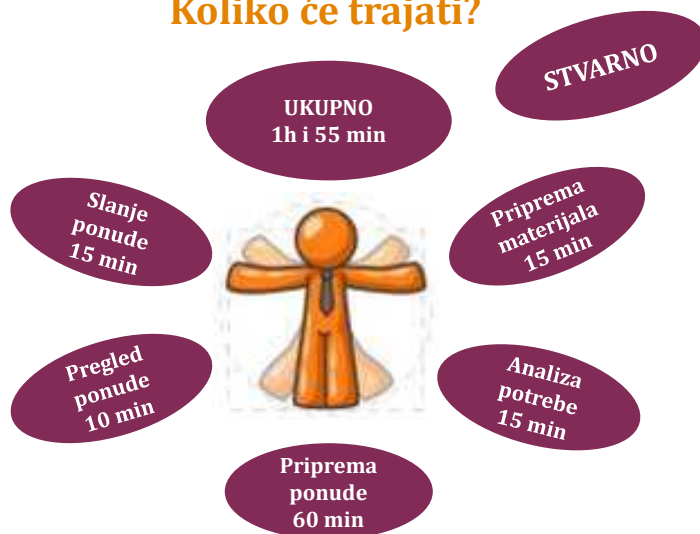 Koliko će trajati?
STVARNO
UKUPNO
1h i 55 min
Priprema
materijala
15 min
Analiza
potrebe
15 min
Priprema
ponude
60 min
Pregled
ponude
10 min
Slanje
ponude
15 min